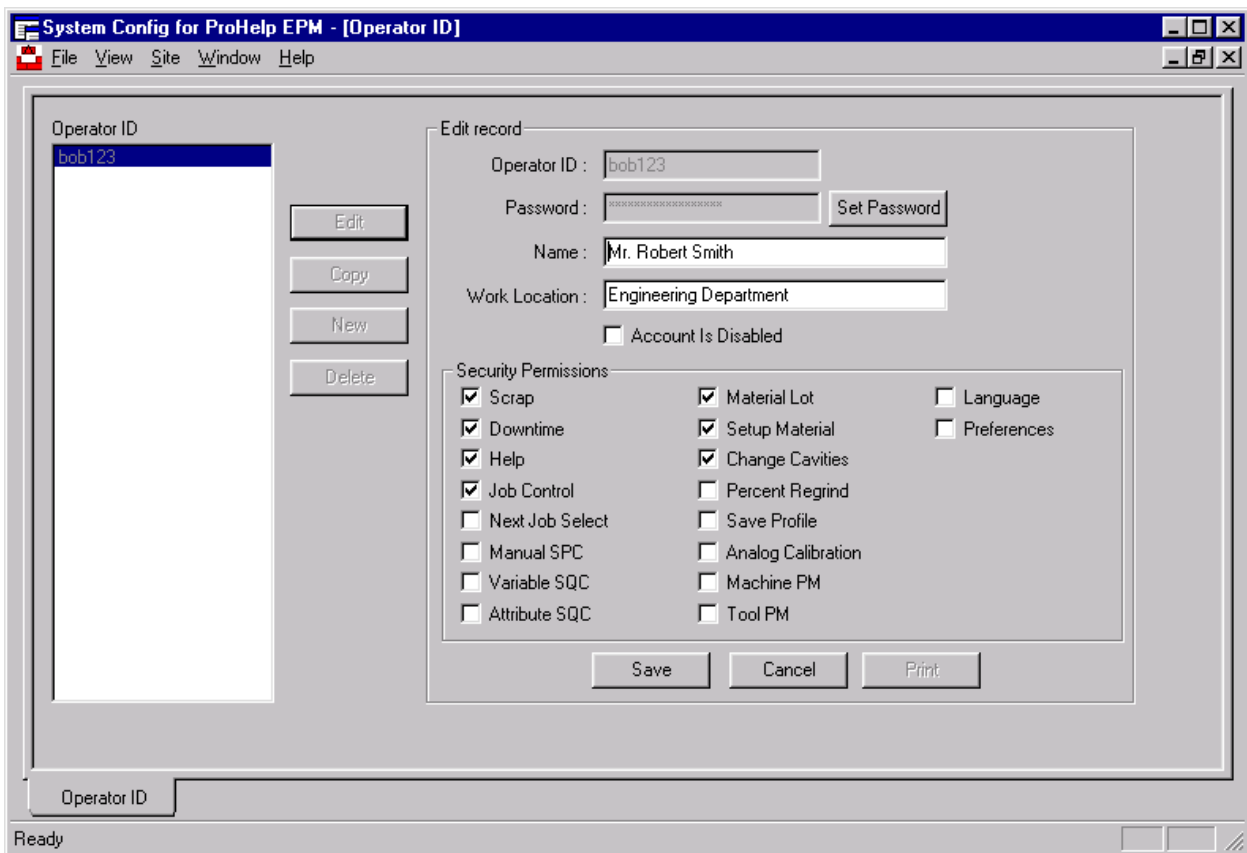 System Config for ProHelp EPM - [Operator ID]
File View Site Window Help
Operator ID
bob123
Edit
Copy
New
Delete
Edit record
Operator ID : bob123
Password : ****************** Set Password
Name : Mr. Robert Smith
Work Location : Engineering Department
Account Is Disabled
Security Permissions
Scrap Material Lot Language
Downtime Setup Material Preferences
Help Change Cavities
Job Control Percent Regrind
Next Job Select Save Profile
Manual SPC Analog Calibration
Variable SQC Machine PM
Attribute SQC Tool PM
Save Cancel Print
Operator ID
Ready